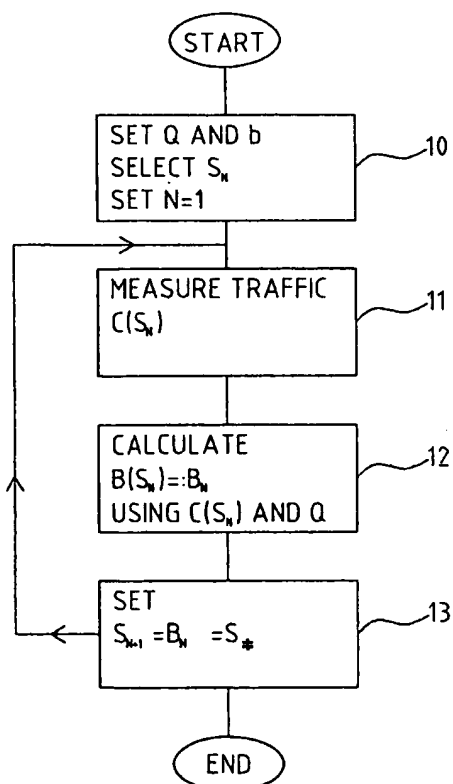 START
SET Q AND b
SELECT S_N
SET N=1
10
MEASURE TRAFFIC
C(S_N)
11
CALCULATE
B(S_N)=:B_N
USING C(S_N) AND Q
12
SET
S_N+1 =B_N =S_*
13
END